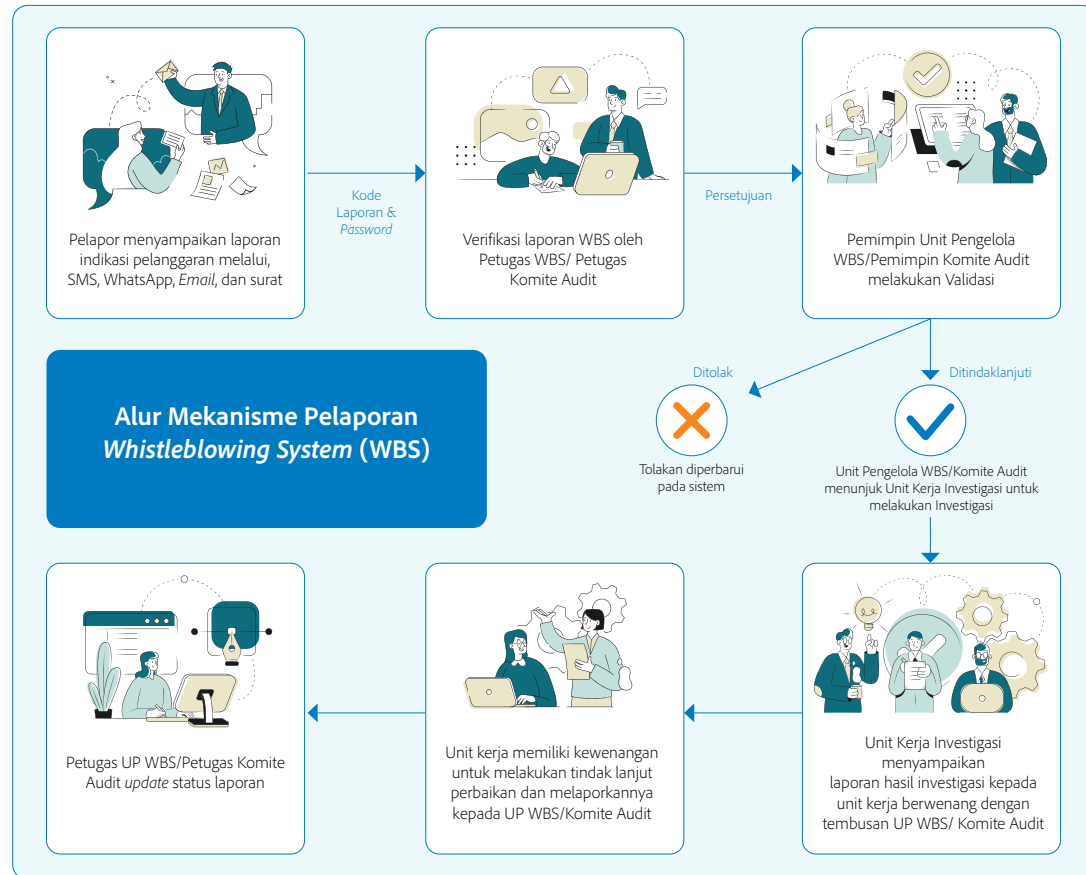 Pelapor menyampaikan laporan
indikasi pelanggaran melalui,
SMS, WhatsApp, Email, dan surat
Kode
Laporan &
Password
Verifikasi laporan WBS oleh
Petugas WBS/ Petugas
Komite Audit
Persetujuan
Pemimpin Unit Pengelola
WBS/Pemimpin Komite Audit
melakukan Validasi
Alur Mekanisme Pelaporan
Whistleblowing System (WBS)
Ditolak
Tolakan diperbarui
pada sistem
Ditindaklanjuti
Unit Pengelola WBS/Komite Audit
menunjuk Unit Kerja Investigasi untuk
melakukan Investigasi
Unit Kerja Investigasi
menyampaikan
laporan hasil investigasi kepada
unit kerja berwenang dengan
tembusan UP WBS/ Komite Audit
Unit kerja memiliki kewenangan
untuk melakukan tindak lanjut
perbaikan dan melaporkannya
kepada UP WBS/Komite Audit
Petugas UP WBS/Petugas Komite
Audit update status laporan